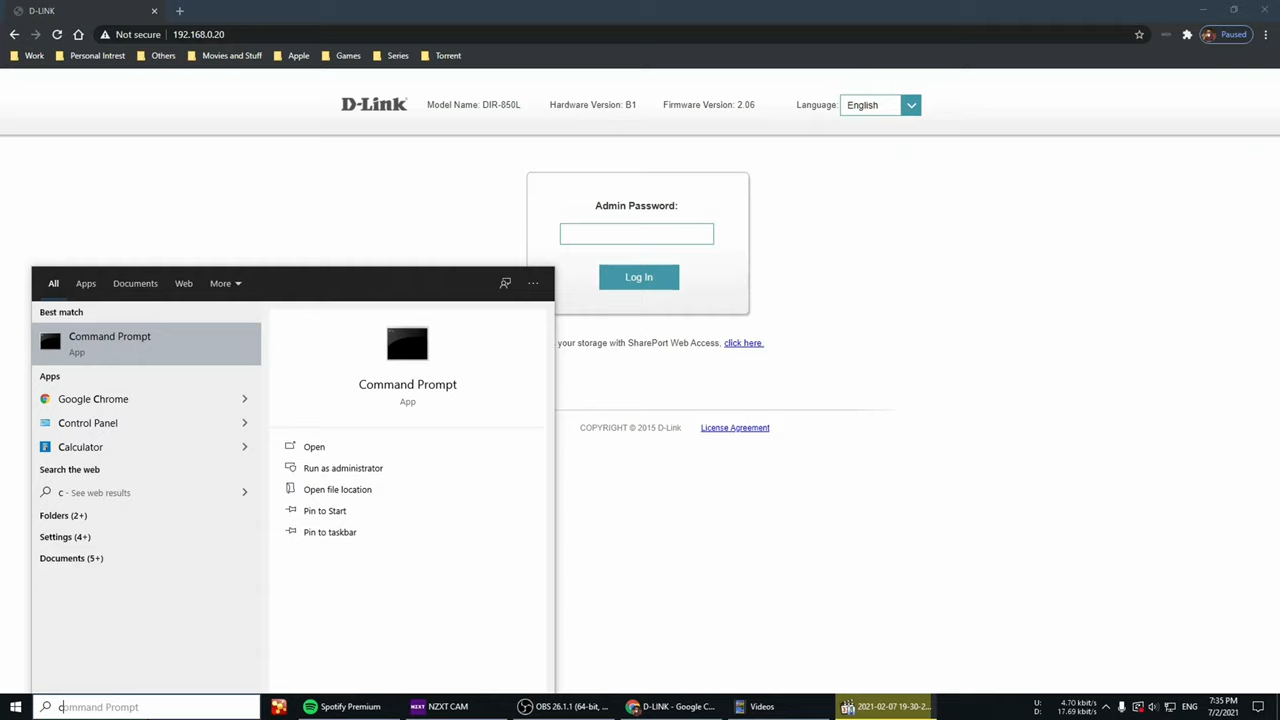 D-LINK
Not secure 192.168.0.20 Paused
Work Personal Intrest Others Movies and Stuff Apple Games Series Torrent
D-Link Model Name: DIR-850L Hardware Version: B1 Firmware Version: 2.06 Language: English
Admin Password:
Log In
your storage with SharePort Web Access, click here.
COPYRIGHT © 2015 D-Link License Agreement
All Apps Documents Web More
Best match
Command Prompt
App
Apps
Google Chrome
Control Panel
Calculator
Search the web
c - See web results
Folders (2+)
Settings (4+)
Documents (5+)
Command Prompt
App
Open
Run as administrator
Open file location
Pin to Start
Pin to taskbar
command Prompt
Spotify Premium
NZXT NZXT CAM
OBS 26.1.1 (64-bit, ...
D-LINK - Google C...
Videos
2021-02-07 19-30-2...
U: 4.70 kbit/s
D: 17.69 kbit/s
ENG
7:35 PM
7/2/2021